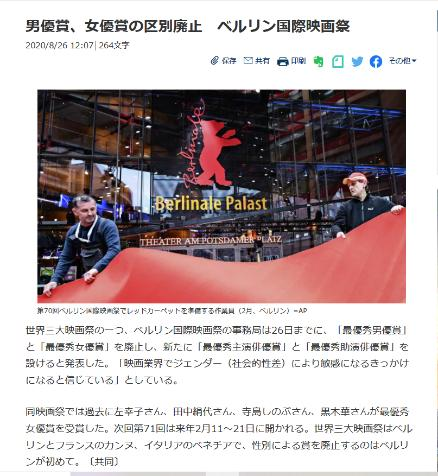 男優賞、女優賞の区別廃止　ベルリン国際映画祭
2020/8/26 12:07 | 264文字
保存 共有 印刷 その他
Berlinale
Berlinale Palast
THEATER AM POTSDAMER PLATZ
第70回ベルリン国際映画祭でレッドカーペットを準備する作業員（2月、ベルリン）=AP
世界三大映画祭の一つ、ベルリン国際映画祭の事務局は26日までに、「最優秀男優賞」
と「最優秀女優賞」を廃止し、新たに「最優秀主演俳優賞」と「最優秀助演俳優賞」を
設けると発表した。「映画業界でジェンダー（社会的性差）により敏感になるきっかけ
になると信じている」としている。
同映画祭では過去に左幸子さん、田中絹代さん、寺島しのぶさん、黒木華さんが最優秀
女優賞を受賞した。次回第71回は来年2月11～21日に開かれる。世界三大映画祭はベル
リンとフランスのカンヌ、イタリアのベネチアで、性別による賞を廃止するのはベルリ
ンが初めて。〔共同〕